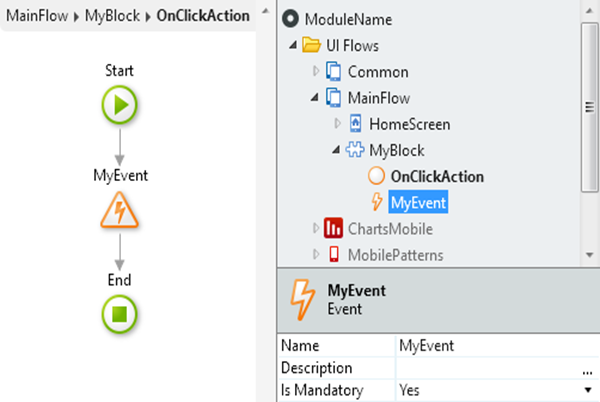 MainFlow ▸ MyBlock ▸ OnClickAction
Start
MyEvent
End
ModuleName
UI Flows
Common
MainFlow
HomeScreen
MyBlock
OnClickAction
MyEvent
ChartsMobile
MobilePatterns
MyEvent
Event
Name MyEvent
Description ...
Is Mandatory Yes